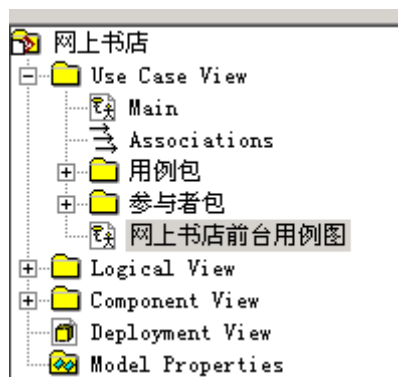 网上书店
Use Case View
Main
Associations
用例包
参与者包
网上书店前台用例图
Logical View
Component View
Deployment View
Model Properties